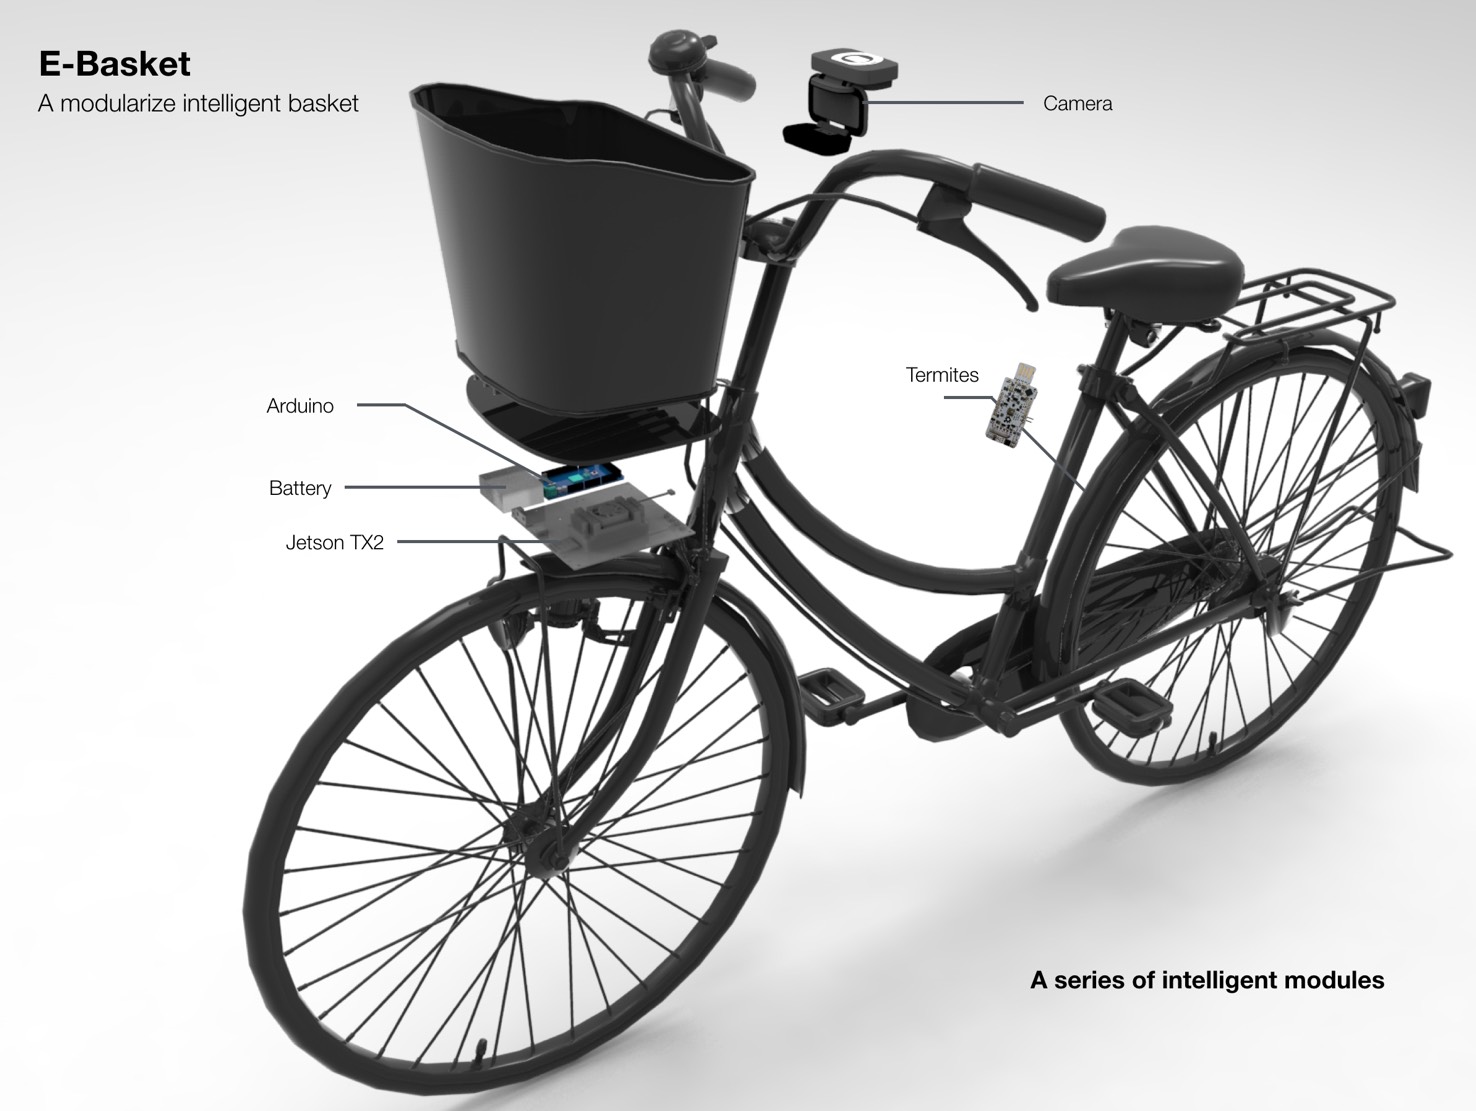 E-Basket
A modularize intelligent basket
Camera
Termites
Arduino
Battery
Jetson TX2
A series of intelligent modules